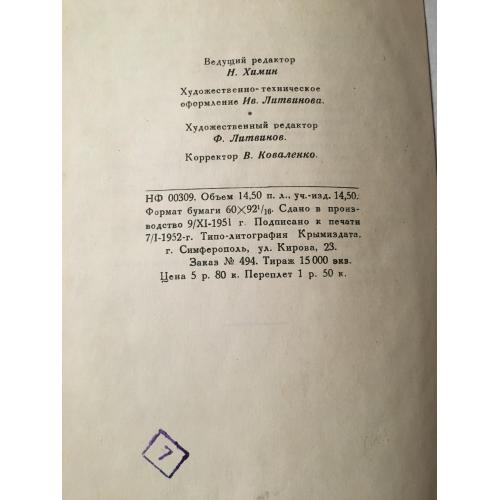 Ведущий редактор
Н. Химин
Художественно-техническое
оформление Ив. Литвинова.
*
Художественный редактор
Ф. Литвинов.
Корректор В. Коваленко.
НФ 00309. Объем 14,50 п. л., уч.-изд. 14,50.
Формат бумаги 60×92¹/₁₆. Сдано в произ-
водство 9/XI-1951 г. Подписано к печати
7/I-1952-г. Типо-литография Крымиздата,
г. Симферополь, ул. Кирова, 23.
Заказ № 494. Тираж 15 000 экв.
Цена 5 р. 80 к. Переплет 1 р. 50 к.
7